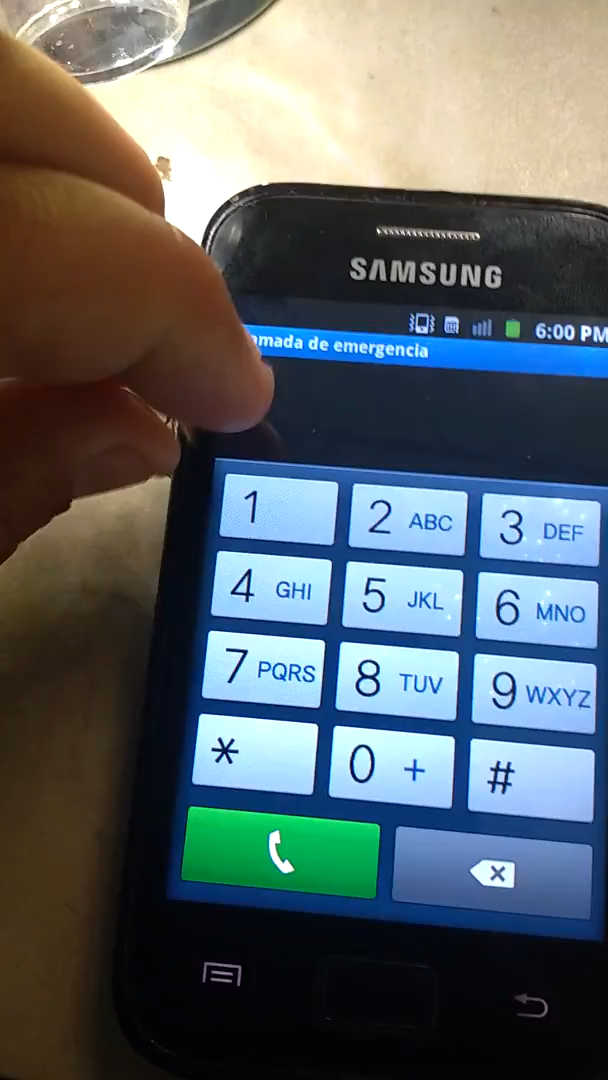 SAMSUNG
6:00 PM
amada de emergencia
1
2 ABC
3 DEF
4 GHI
5 JKL
6 MNO
7 PQRS
8 TUV
9 WXYZ
*
0 +
#